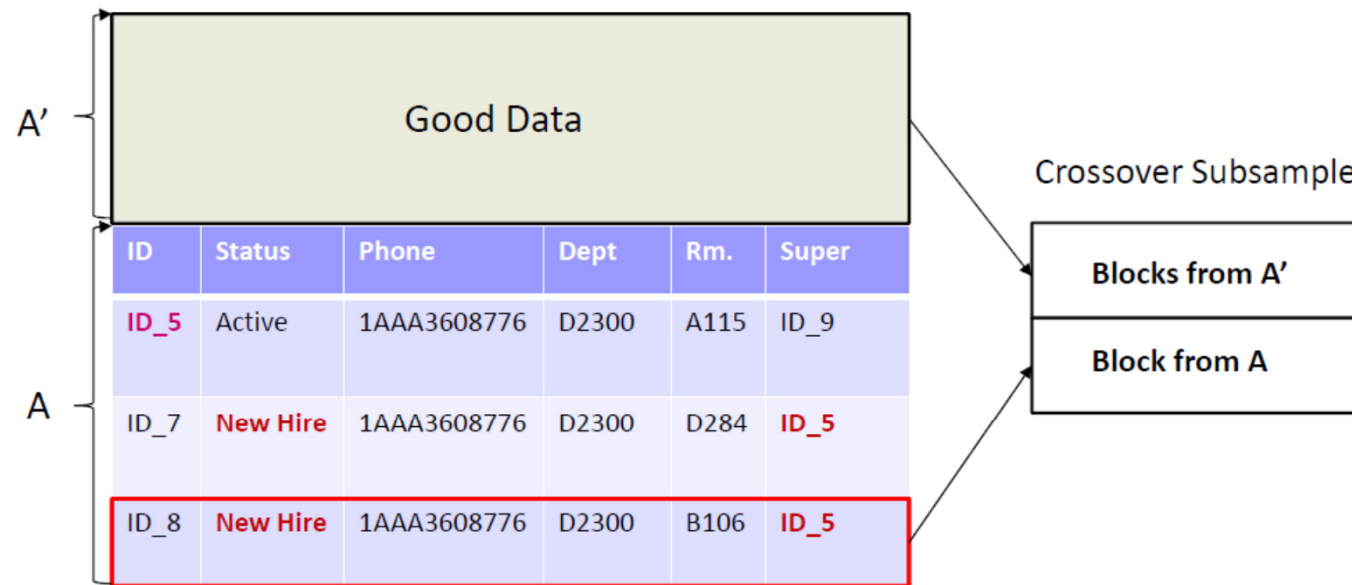 A’
Good Data
Crossover Subsample
Blocks from A’
Block from A
A
ID Status Phone Dept Rm. Super
ID_5 Active 1AAA3608776 D2300 A115 ID_9
ID_7 New Hire 1AAA3608776 D2300 D284 ID_5
ID_8 New Hire 1AAA3608776 D2300 B106 ID_5